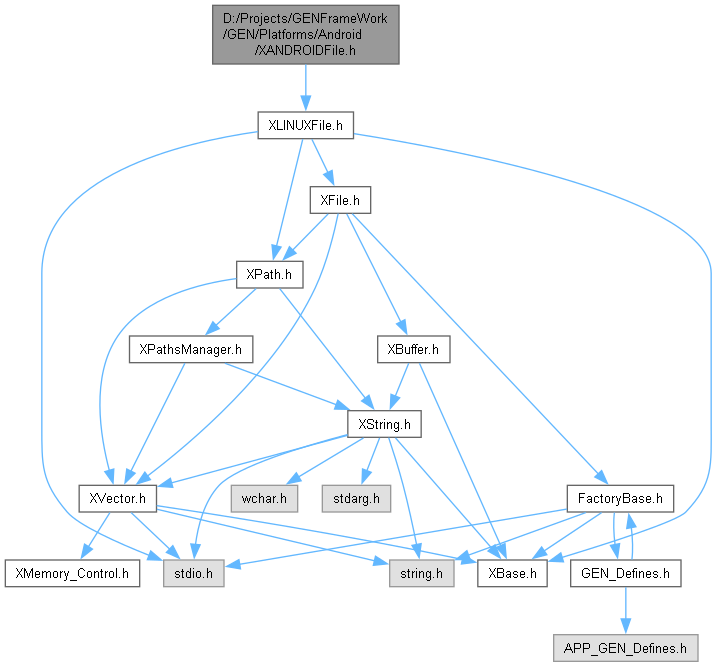 D:/Projects/GENFrameWork
/GEN/Platforms/Android
/XANDROIDFile.h
XLINUXFile.h
XFile.h
XPath.h
XPathsManager.h
XBuffer.h
XString.h
XVector.h
wchar.h
stdarg.h
FactoryBase.h
XMemory_Control.h
stdio.h
string.h
XBase.h
GEN_Defines.h
APP_GEN_Defines.h